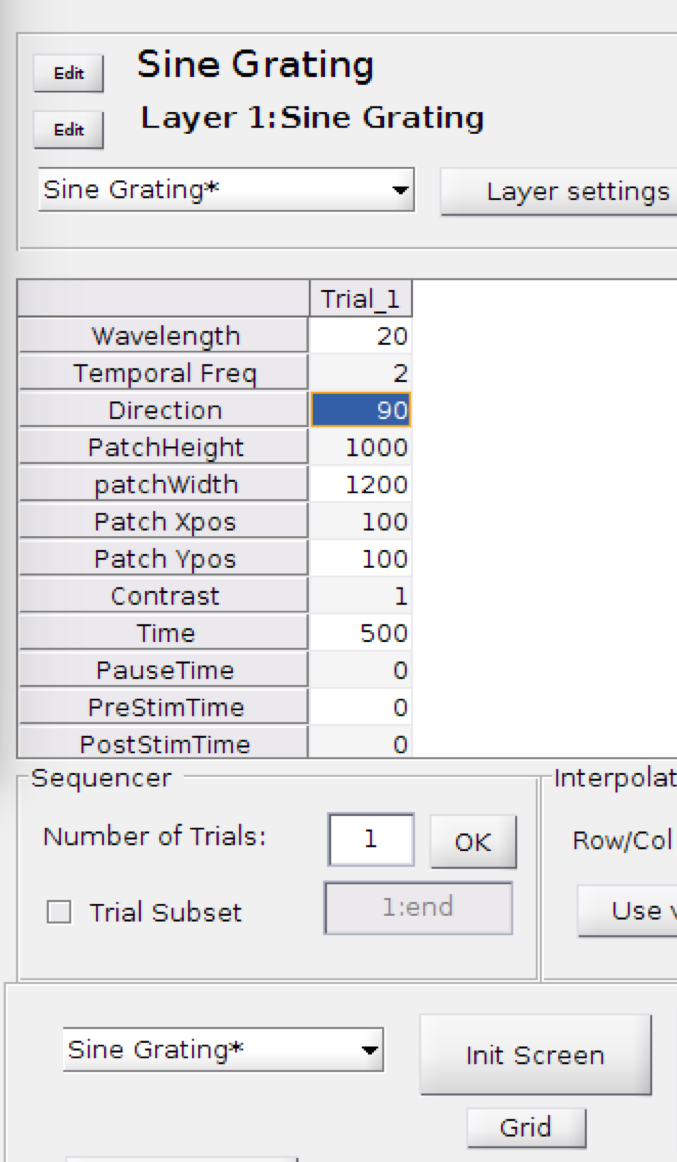 Edit Sine Grating
Edit Layer 1:Sine Grating
Sine Grating* Layer settings
Trial_1
Wavelength 20
Temporal Freq 2
Direction 90
PatchHeight 1000
patchWidth 1200
Patch Xpos 100
Patch Ypos 100
Contrast 1
Time 500
PauseTime 0
PreStimTime 0
PostStimTime 0
Sequencer Interpolat
Number of Trials: 1 OK Row/Col
Trial Subset 1:end Use v
Sine Grating* Init Screen
Grid